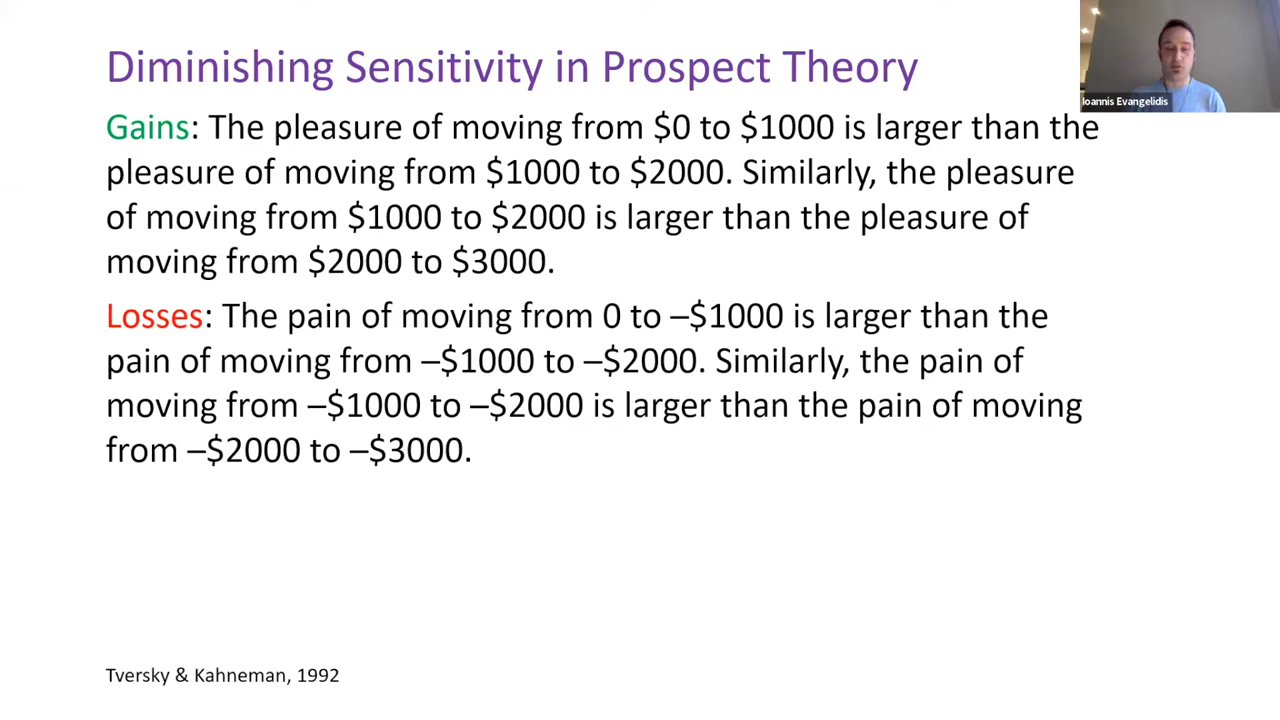 Diminishing Sensitivity in Prospect Theory
Ioannis Evangelidis
Gains: The pleasure of moving from $0 to $1000 is larger than the
pleasure of moving from $1000 to $2000. Similarly, the pleasure
of moving from $1000 to $2000 is larger than the pleasure of
moving from $2000 to $3000.
Losses: The pain of moving from 0 to –$1000 is larger than the
pain of moving from –$1000 to –$2000. Similarly, the pain of
moving from –$1000 to –$2000 is larger than the pain of moving
from –$2000 to –$3000.
Tversky & Kahneman, 1992